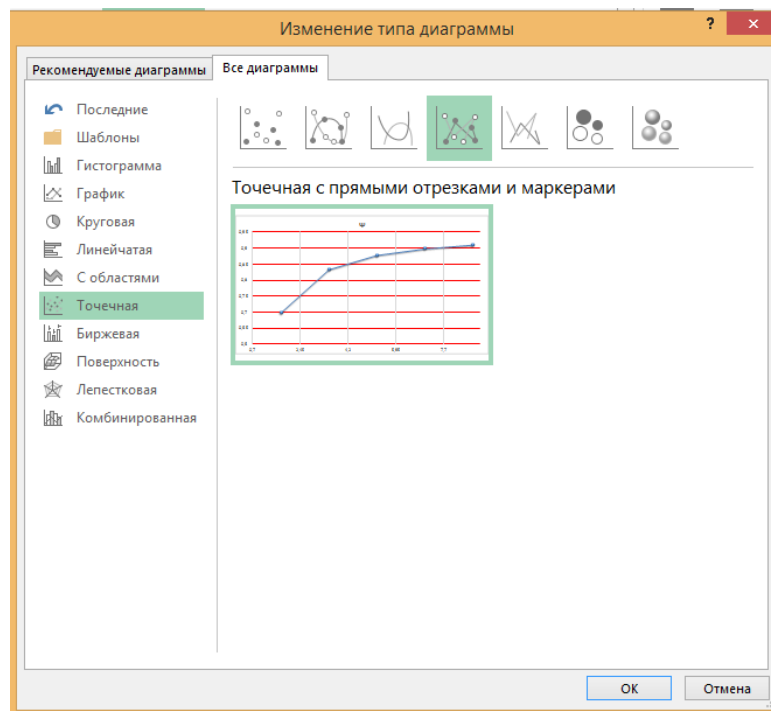 Изменение типа диаграммы
?
×
Рекомендуемые диаграммы
Все диаграммы
Последние
Шаблоны
Гистограмма
График
Круговая
Линейчатая
С областями
Точечная
Биржевая
Поверхность
Лепестковая
Комбинированная
Точечная с прямыми отрезками и маркерами
ОК
Отмена